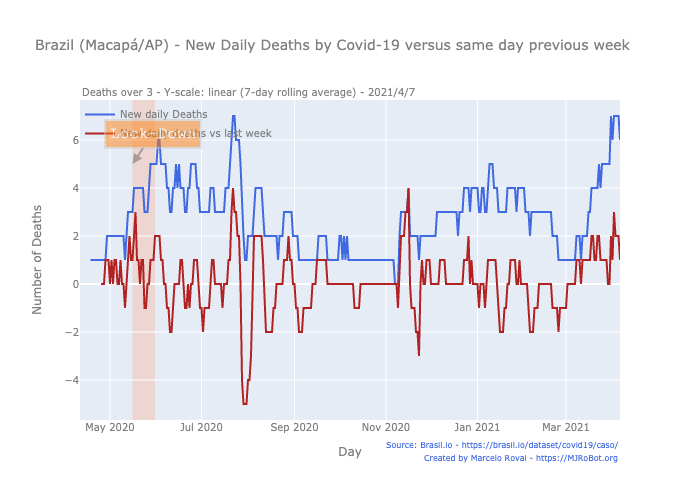 Brazil (Macapá/AP) - New Daily Deaths by Covid-19 versus same day previous week
Deaths over 3 - Y-scale: linear (7-day rolling average) - 2021/4/7
New daily Deaths
Lock Down
New daily Deaths vs last week
Number of Deaths
6
4
2
0
−2
−4
May 2020
Jul 2020
Sep 2020
Nov 2020
Jan 2021
Mar 2021
Day
Source: Brasil.io - https://brasil.io/dataset/covid19/caso/
Created by Marcelo Rovai - https://MJRoBot.org